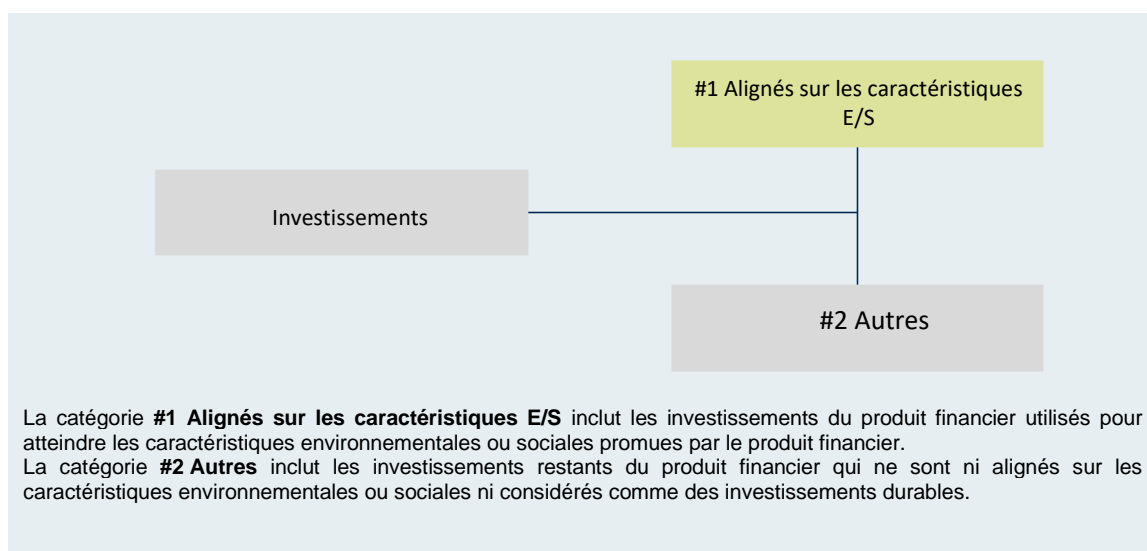 #1 Alignés sur les caractéristiques
E/S
Investissements
#2 Autres
La catégorie #1 Alignés sur les caractéristiques E/S inclut les investissements du produit financier utilisés pour
atteindre les caractéristiques environnementales ou sociales promues par le produit financier.
La catégorie #2 Autres inclut les investissements restants du produit financier qui ne sont ni alignés sur les
caractéristiques environnementales ou sociales ni considérés comme des investissements durables.